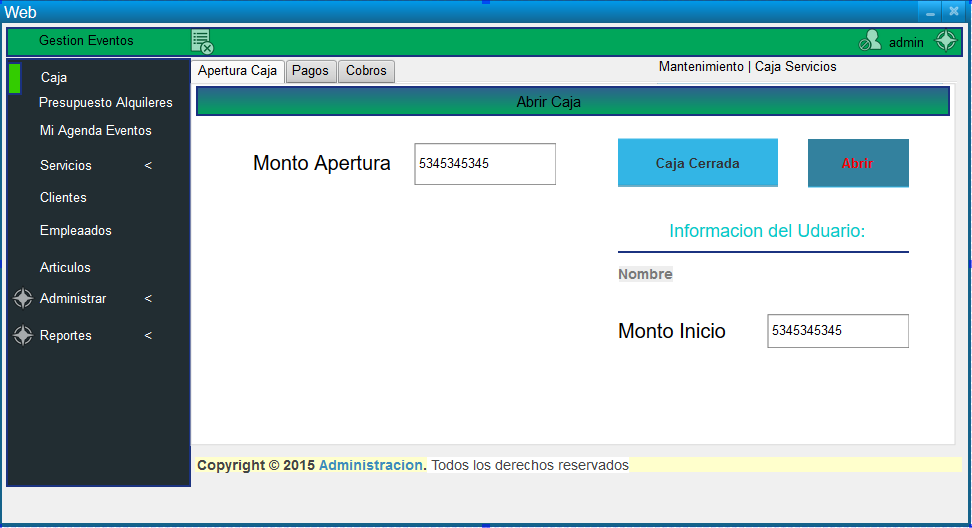 Web
Gestion Eventos
admin
Caja
Presupuesto Alquileres
Mi Agenda Eventos
Servicios <
Clientes
Empleaados
Articulos
Administrar <
Reportes <
Apertura Caja Pagos Cobros
Mantenimiento | Caja Servicios
Abrir Caja
Monto Apertura 5345345345
Caja Cerrada Abrir
Informacion del Uduario:
Nombre
Monto Inicio 5345345345
Copyright © 2015 Administracion. Todos los derechos reservados